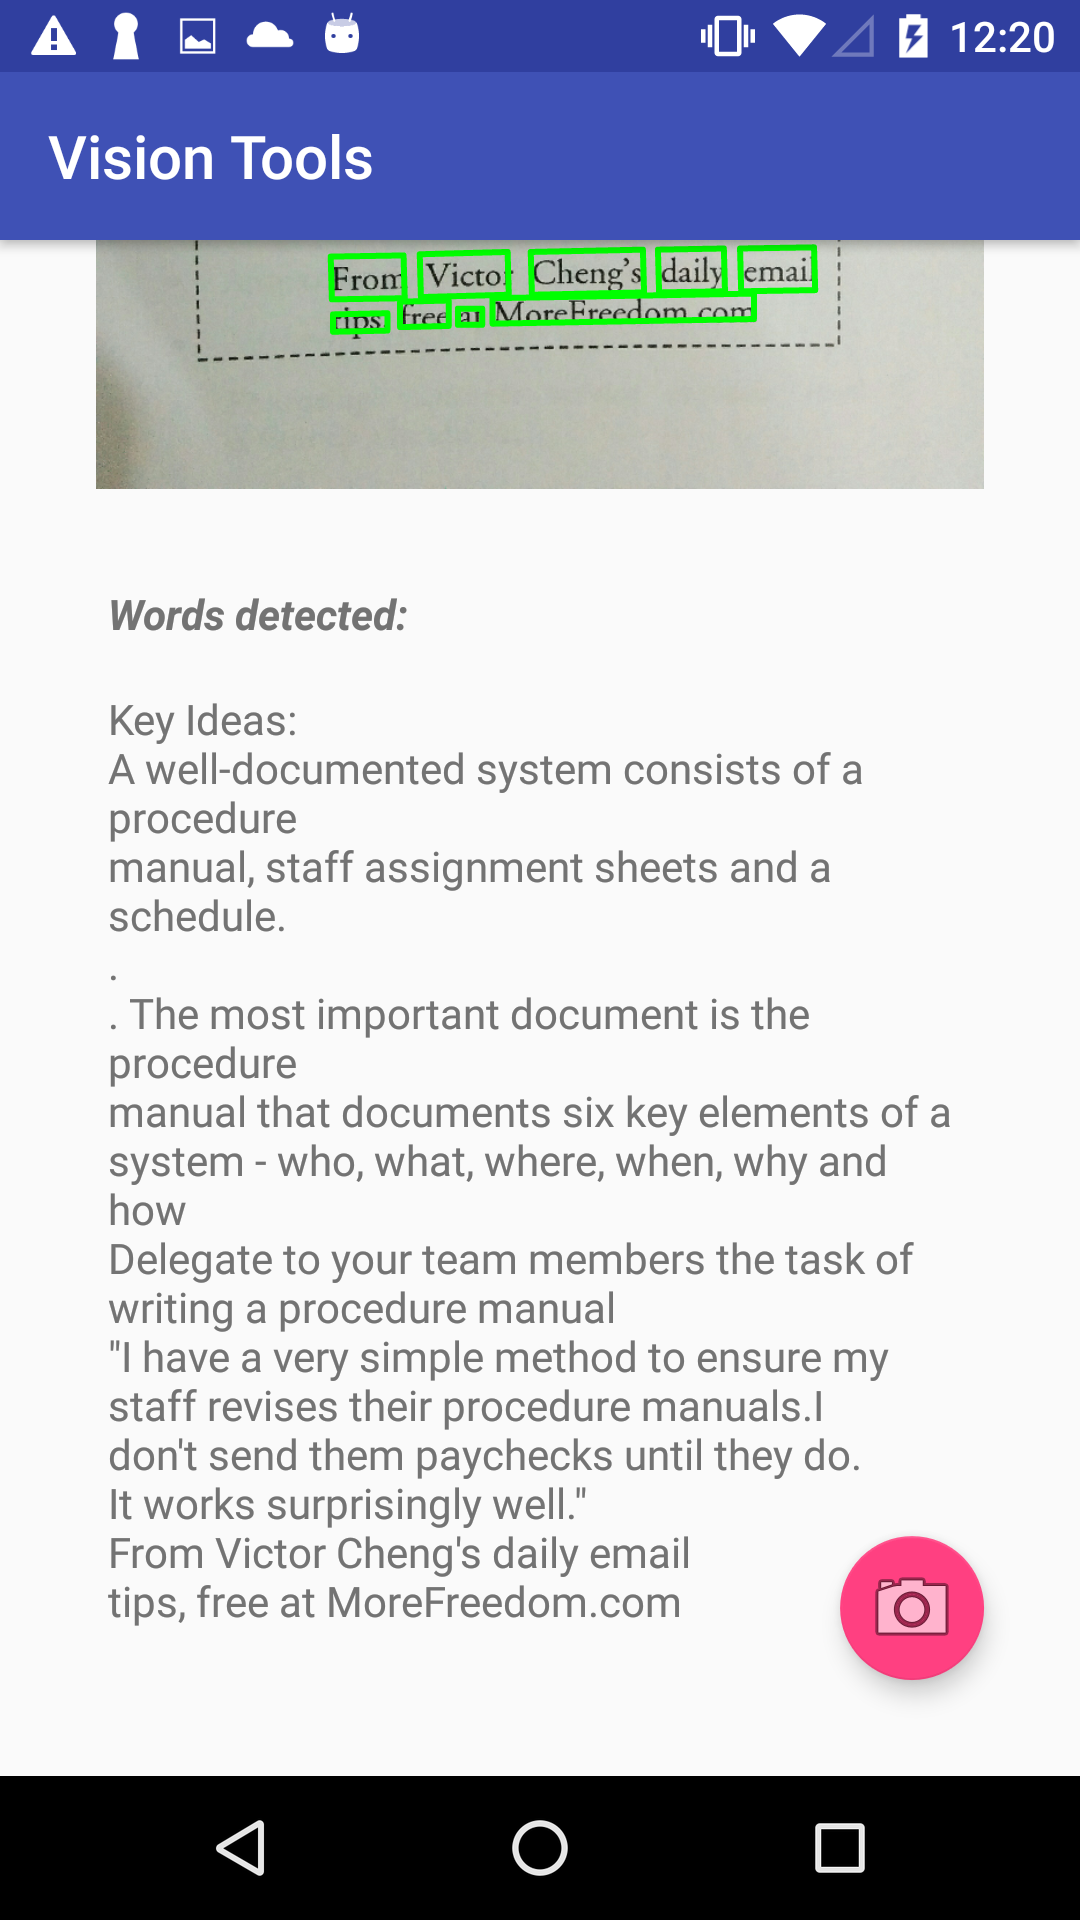 12:20
Vision Tools
From Victor Cheng's daily email
tips, free at MoreFreedom.com
Words detected:
Key Ideas:
A well-documented system consists of a
procedure
manual, staff assignment sheets and a
schedule.
.
. The most important document is the
procedure
manual that documents six key elements of a
system - who, what, where, when, why and
how
Delegate to your team members the task of
writing a procedure manual
"I have a very simple method to ensure my
staff revises their procedure manuals.I
don't send them paychecks until they do.
It works surprisingly well."
From Victor Cheng's daily email
tips, free at MoreFreedom.com